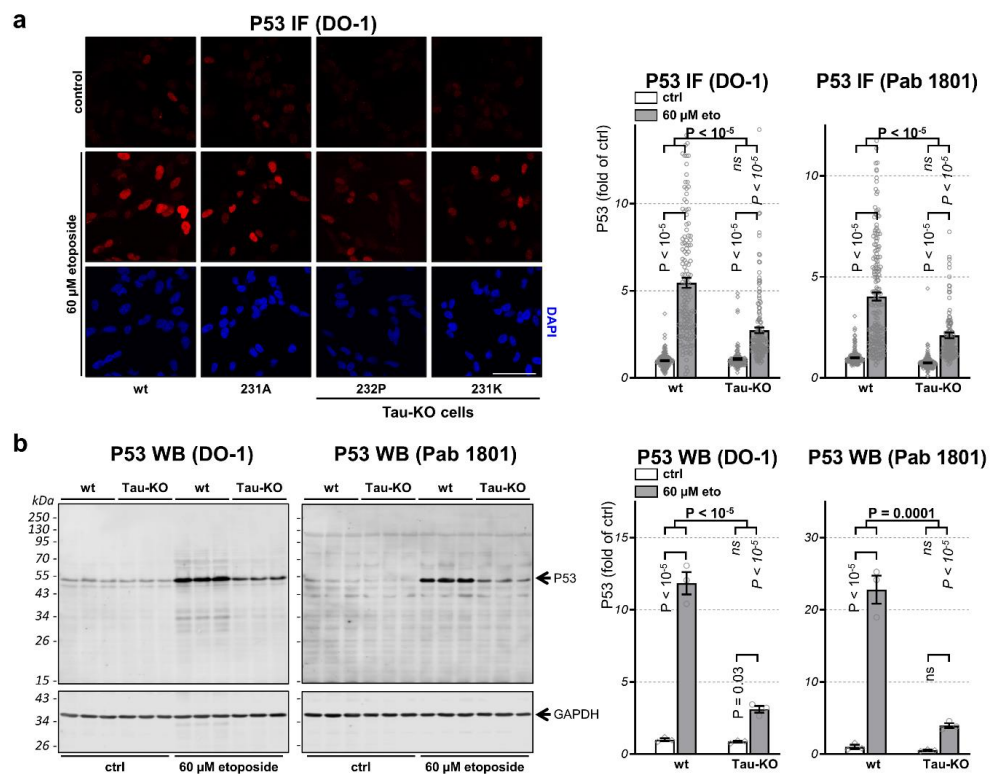 a
P53 IF (DO-1)
control
60 µM etoposide
DAPI
wt
231A
232P
231K
Tau-KO cells
P53 IF (DO-1)
ctrl
60 µM eto
P53 (fold of ctrl)
P < 10-5
ns
P < 10-5
P < 10-5
P < 10-5
10
5
0
wt
Tau-KO
P53 IF (Pab 1801)
P < 10-5
ns
P < 10-5
P < 10-5
P < 10-5
10
5
0
wt
Tau-KO
b
P53 WB (DO-1)
wt
Tau-KO
wt
Tau-KO
kDa
250 -
130 -
95 -
70 -
55 -
43 -
34 -
26 -
15 -
43 -
34 -
26 -
ctrl
60 µM etoposide
P53 WB (Pab 1801)
wt
Tau-KO
wt
Tau-KO
P53
GAPDH
ctrl
60 µM etoposide
P53 WB (DO-1)
ctrl
60 µM eto
P53 (fold of ctrl)
P < 10-5
ns
P < 10-5
P < 10-5
P = 0.03
15
10
5
0
wt
Tau-KO
P53 WB (Pab 1801)
P = 0.0001
ns
P < 10-5
P < 10-5
ns
30
20
10
0
wt
Tau-KO